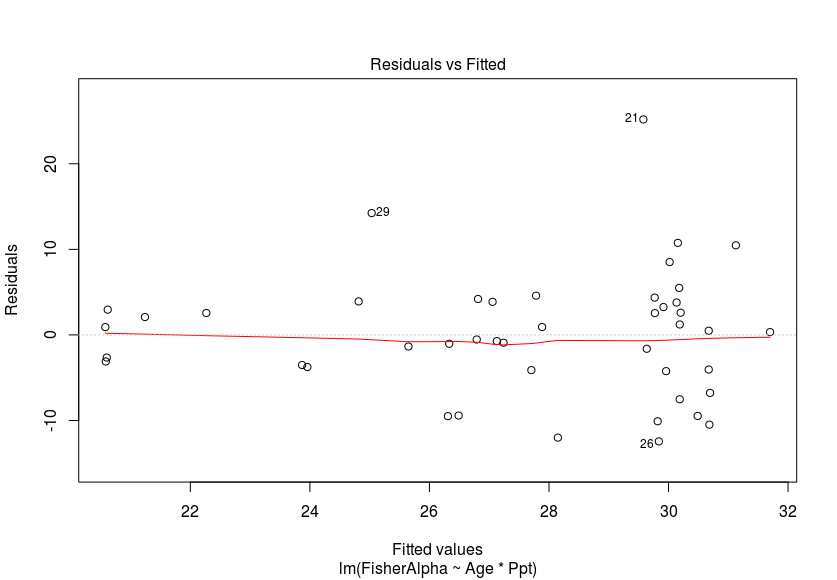 Residuals vs Fitted
Residuals
20
10
0
-10
21
29
26
22 24 26 28 30 32
Fitted values
lm(FisherAlpha ~ Age * Ppt)